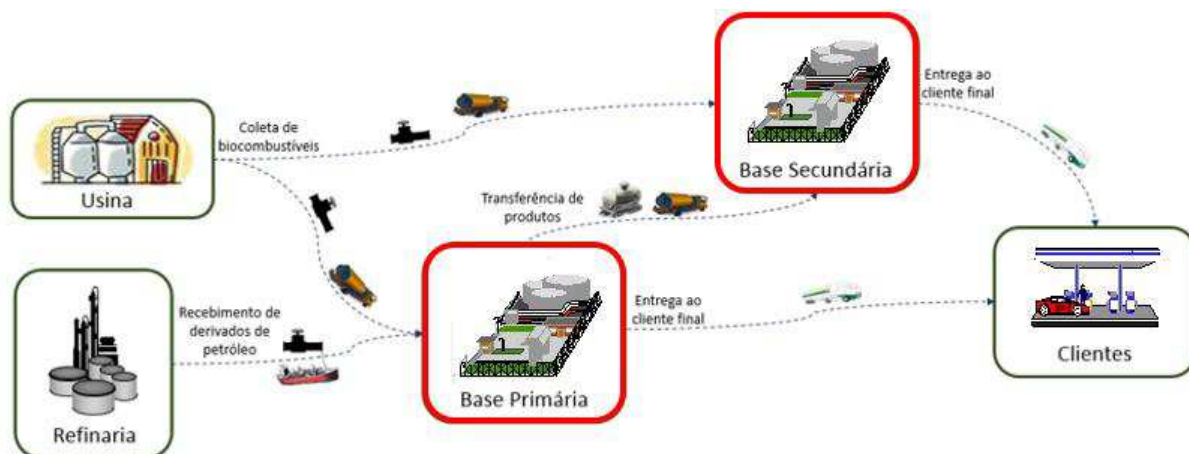 Coleta de
biocombustíveis
Usina
Recebimento de
derivados de
petróleo
Refinaria
Transferência de
produtos
Base Primária
Base Secundária
Entrega ao
cliente final
Entrega ao
cliente final
Clientes